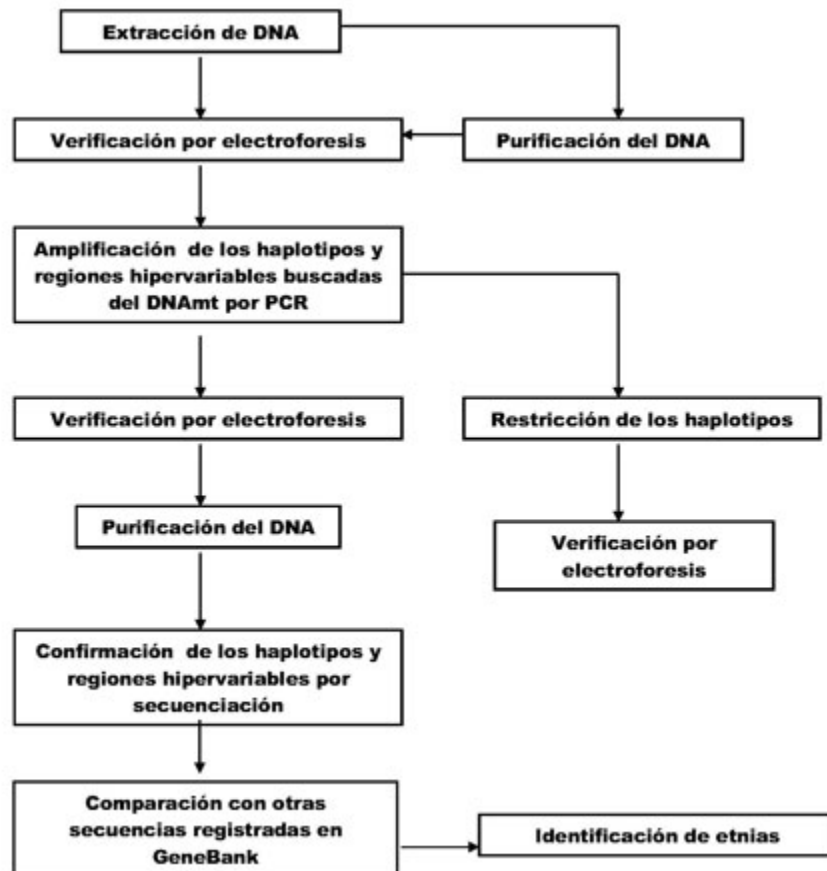 Extracción de DNA
Verificación por electroforesis
Purificación del DNA
Amplificación de los haplotipos y
regiones hipervariables buscadas
del DNAmt por PCR
Verificación por electroforesis
Restricción de los haplotipos
Purificación del DNA
Verificación por
electroforesis
Confirmación de los haplotipos y
regiones hipervariables por
secuenciación
Comparación con otras
secuencias registradas en
GeneBank
Identificación de etnias